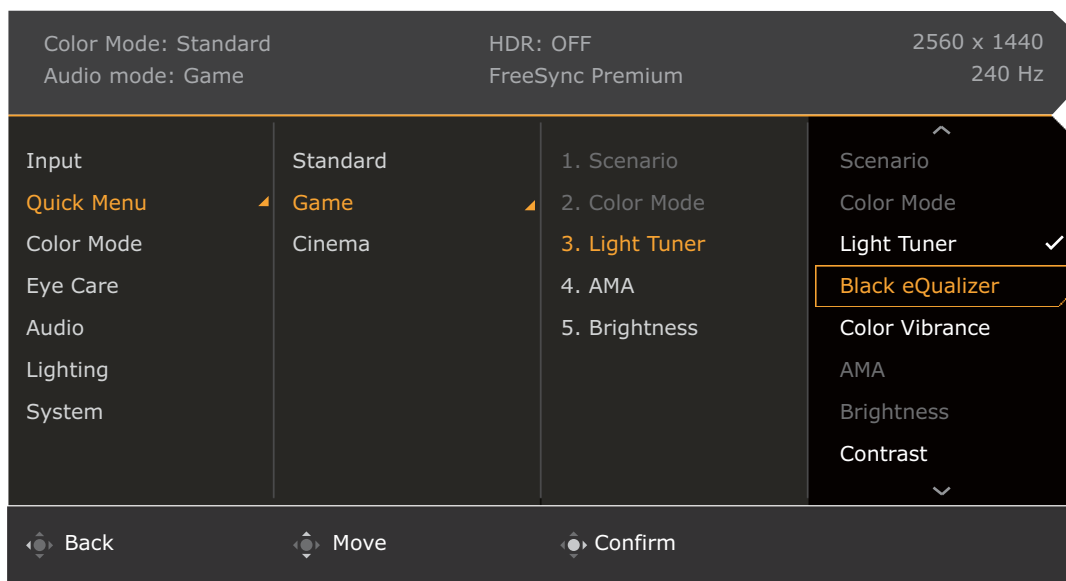 Color Mode: Standard
HDR: OFF
2560 x 1440
Audio mode: Game
FreeSync Premium
240 Hz
Input
Quick Menu
Color Mode
Eye Care
Audio
Lighting
System
Standard
Game
Cinema
1. Scenario
2. Color Mode
3. Light Tuner
4. AMA
5. Brightness
Scenario
Color Mode
Light Tuner
Black eQualizer
Color Vibrance
AMA
Brightness
Contrast
Back
Move
Confirm